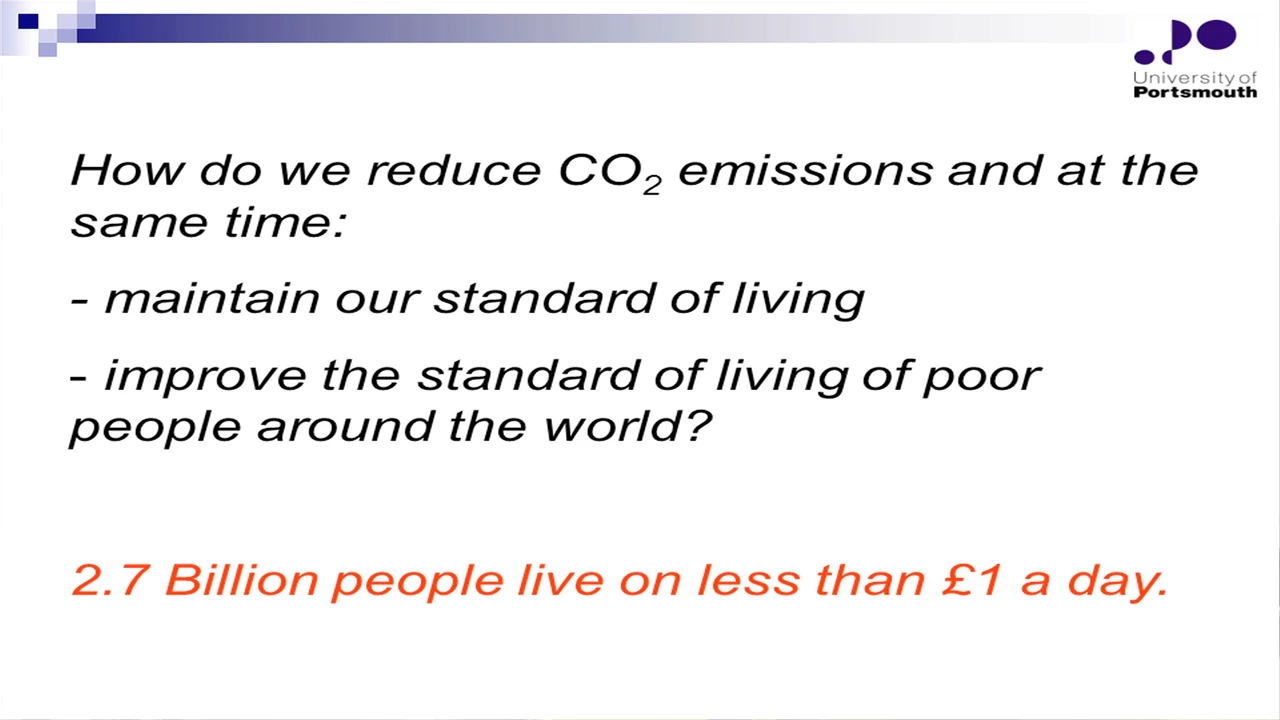 University of
Portsmouth
How do we reduce CO₂ emissions and at the
same time:
- maintain our standard of living
- improve the standard of living of poor
people around the world?
2.7 Billion people live on less than £1 a day.